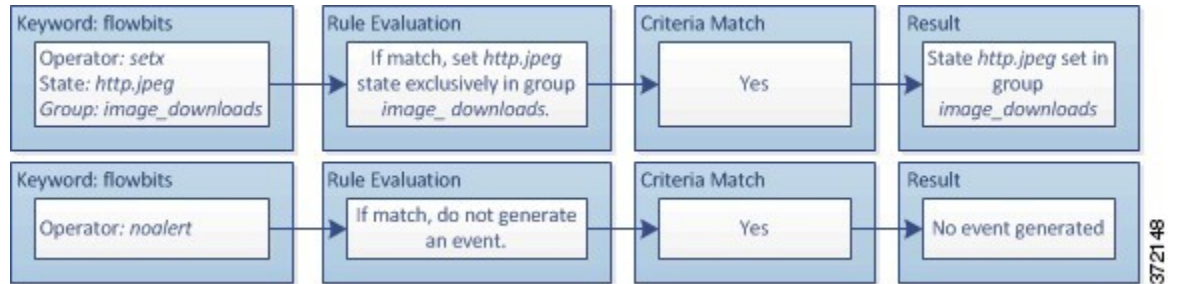 Keyword: flowbits
Operator: setx
State: http.jpeg
Group: image_downloads
Rule Evaluation
If match, set http.jpeg
state exclusively in group
image_ downloads.
Criteria Match
Yes
Result
State http.jpeg set in
group
image_downloads
Keyword: flowbits
Operator: noalert
Rule Evaluation
If match, do not generate
an event.
Criteria Match
Yes
Result
No event generated
372148